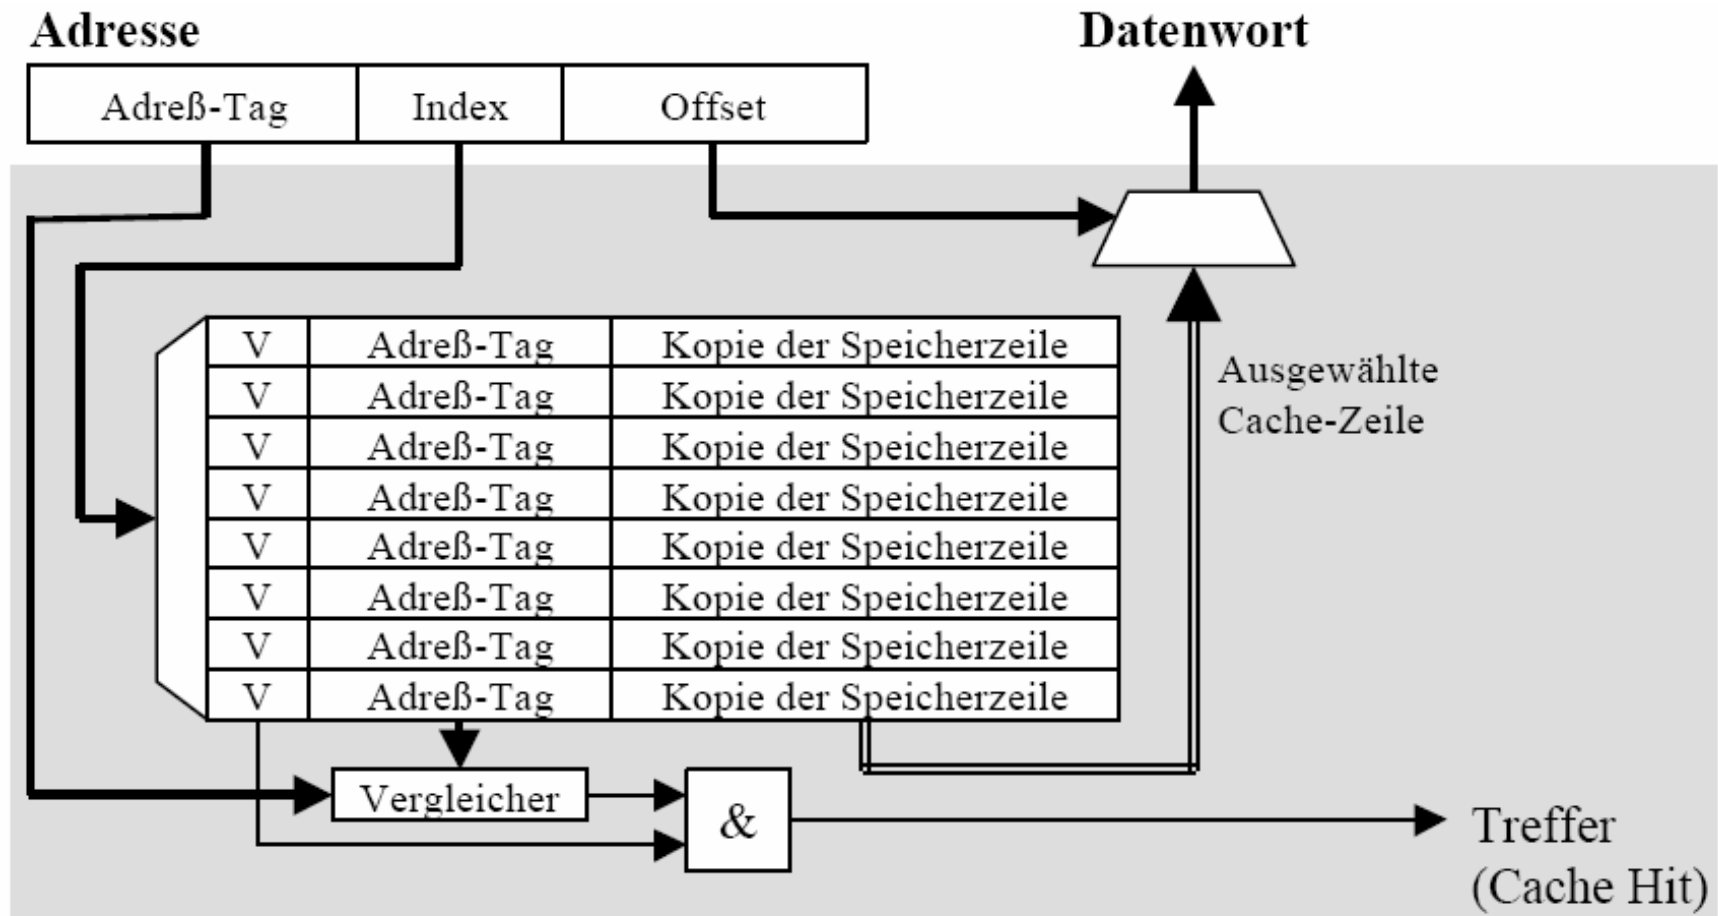 Adresse
Datenwort
Adreß-Tag Index Offset
V Adreß-Tag Kopie der Speicherzeile
V Adreß-Tag Kopie der Speicherzeile
V Adreß-Tag Kopie der Speicherzeile
V Adreß-Tag Kopie der Speicherzeile
V Adreß-Tag Kopie der Speicherzeile
V Adreß-Tag Kopie der Speicherzeile
V Adreß-Tag Kopie der Speicherzeile
V Adreß-Tag Kopie der Speicherzeile
Ausgewählte
Cache-Zeile
Vergleicher
&
Treffer
(Cache Hit)